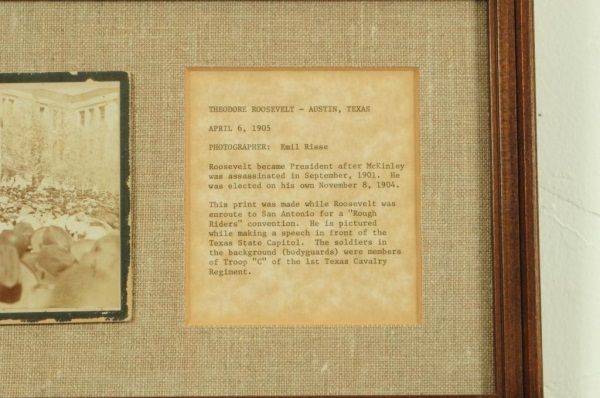 THEODORE ROOSEVELT - AUSTIN, TEXAS
APRIL 6, 1905
PHOTOGRAPHER: Emil Risse
Roosevelt became President after McKinley
was assassinated in September, 1901. He
was elected on his own November 8, 1904.
This print was made while Roosevelt was
enroute to San Antonio for a "Rough
Riders" convention. He is pictured
while making a speech in front of the
Texas State Capitol. The soldiers in
the background (bodyguards) were members
of Troop "C" of the 1st Texas Cavalry
Regiment.